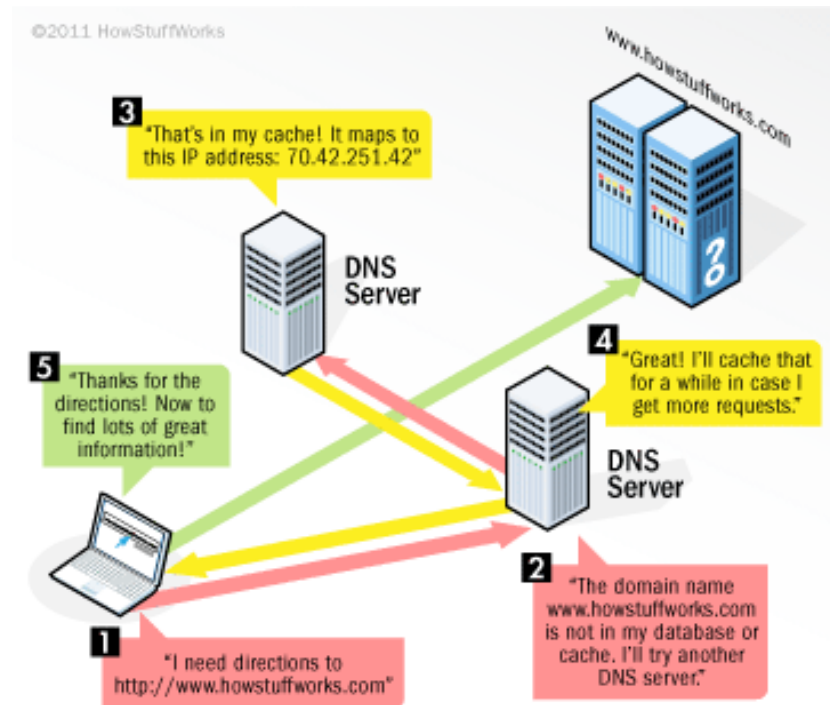 ©2011 HowStuffWorks
www.howstuffworks.com
3
"That's in my cache! It maps to
this IP address: 70.42.251.42"
DNS
Server
4
"Great! I'll cache that
for a while in case I
get more requests."
5
"Thanks for the
directions! Now to
find lots of great
information!"
DNS
Server
2
"The domain name
www.howstuffworks.com
is not in my database or
cache. I'll try another
DNS server."
1
"I need directions to
http://www.howstuffworks.com"